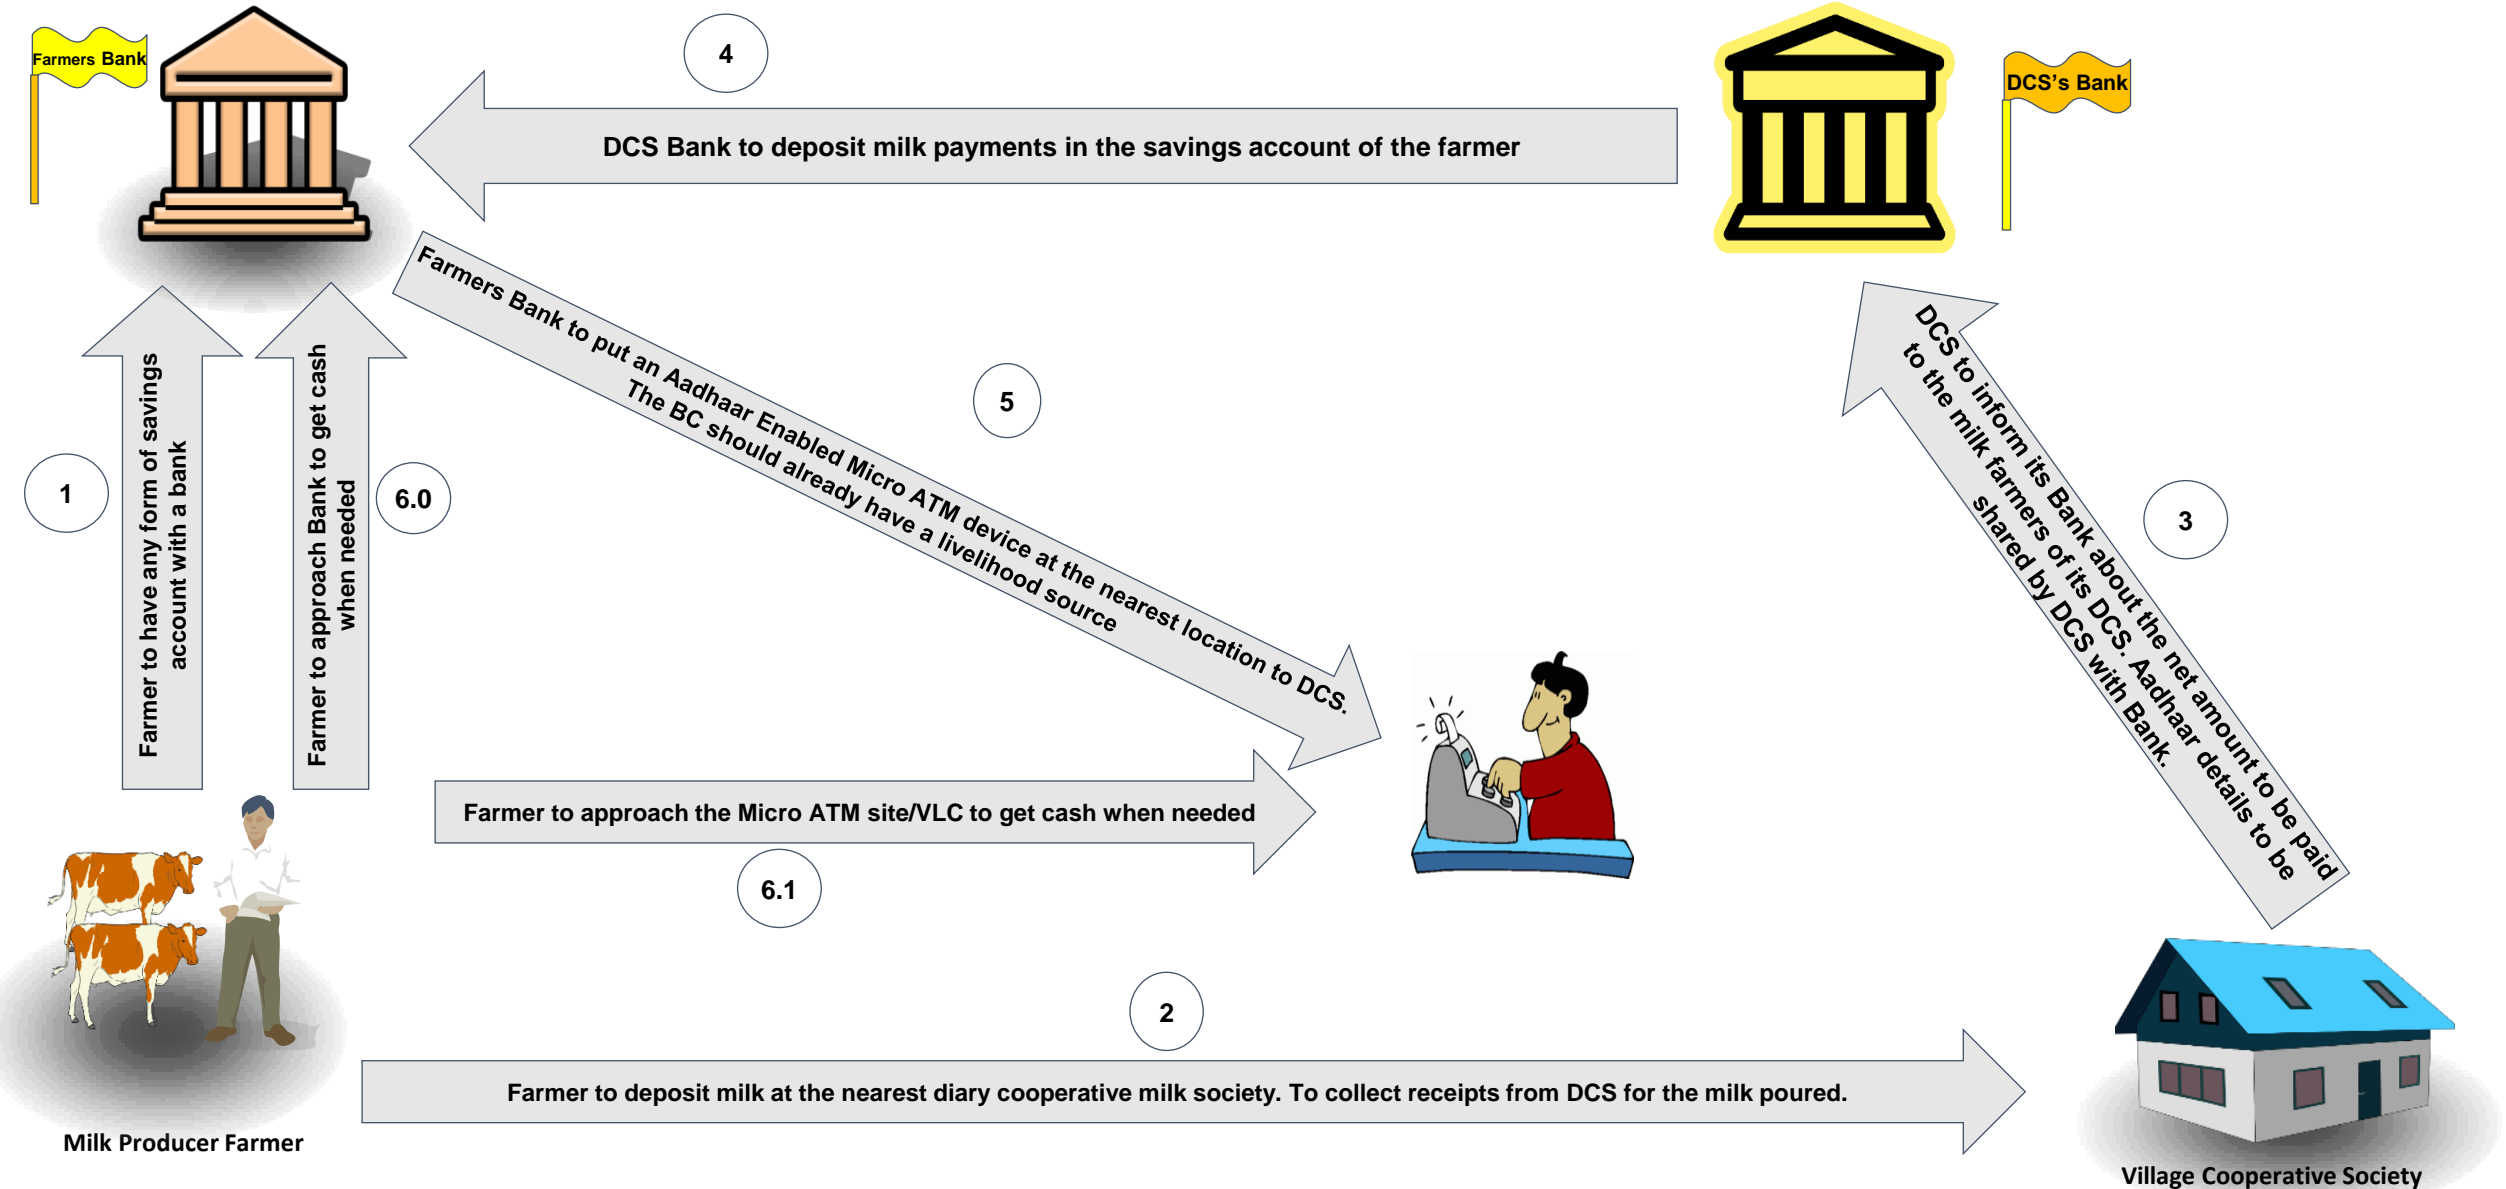 Farmers Bank
4
DCS's Bank
DCS Bank to deposit milk payments in the savings account of the farmer
Farmers Bank to put an Aadhaar Enabled Micro ATM device at the nearest location to DCS.
The BC should already have a livelihood source
5
DCS to inform its Bank about the net amount to be paid
to the milk farmers of its DCS. Aadhaar details to be
shared by DCS with Bank.
3
1
Farmer to have any form of savings
account with a bank
Farmer to approach Bank to get cash
when needed
6.0
Farmer to approach the Micro ATM site/VLC to get cash when needed
6.1
2
Farmer to deposit milk at the nearest diary cooperative milk society. To collect receipts from DCS for the milk poured.
Milk Producer Farmer
Village Cooperative Society